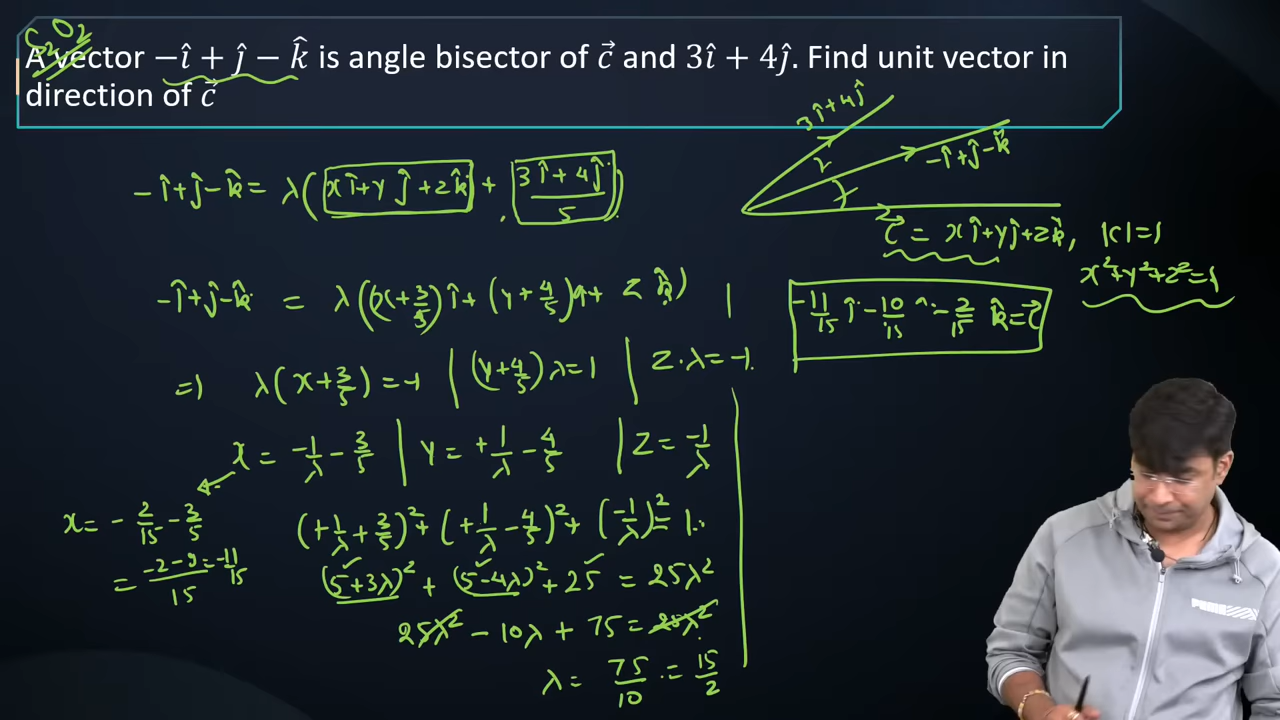 C O2
A vector −î + ĵ − k̂ is angle bisector of c⃗ and 3î + 4ĵ. Find unit vector in
direction of c⃗
3î+4ĵ
-î+ĵ-k̂
c⃗ = xî+yĵ+zk̂, |c|=1
x²+y²+z²=1
-11/15 î -10/15 ^ -2/15 k̂ = c⃗
-î+ĵ-k̂ = λ( xî+yĵ+zk̂ + (3î+4ĵ)/5 )
-î+ĵ-k̂ = λ((x+3/5)î+(y+4/5)ĵ+ z k̂)
⇒ λ(x+3/5) = -1 | (y+4/5)λ=1 | z·λ=-1
x = -1/λ - 3/5 | y = +1/λ - 4/5 | z = -1/λ
x = -2/15 - 3/5
= (-2-9)/15 = -11/15
(+1/λ + 3/5)² + (+1/λ - 4/5)² + (-1/λ)² = 1
(5+3λ)² + (5-4λ)² + 25 = 25λ²
25λ² - 10λ + 75 = 25λ²
λ = 75/10 = 15/2
PUMA